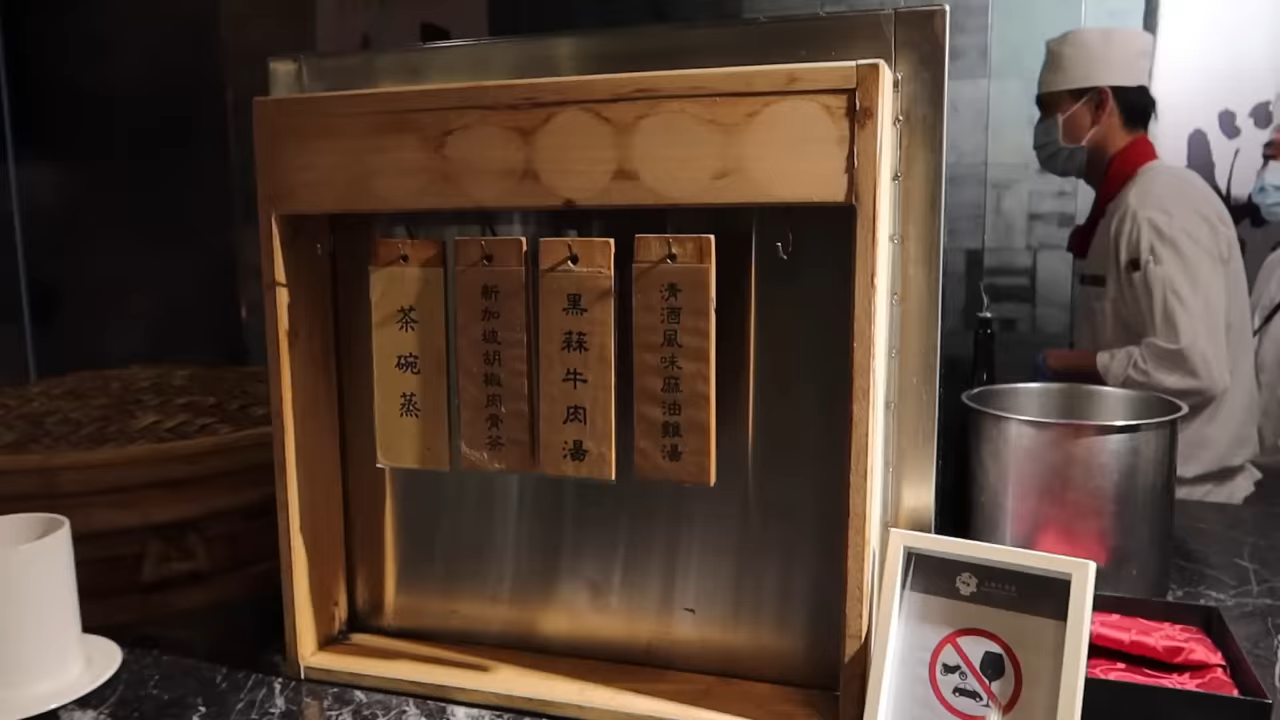 茶碗蒸
新加坡胡椒肉骨茶
黑蒜牛肉湯
清酒風味麻油雞湯